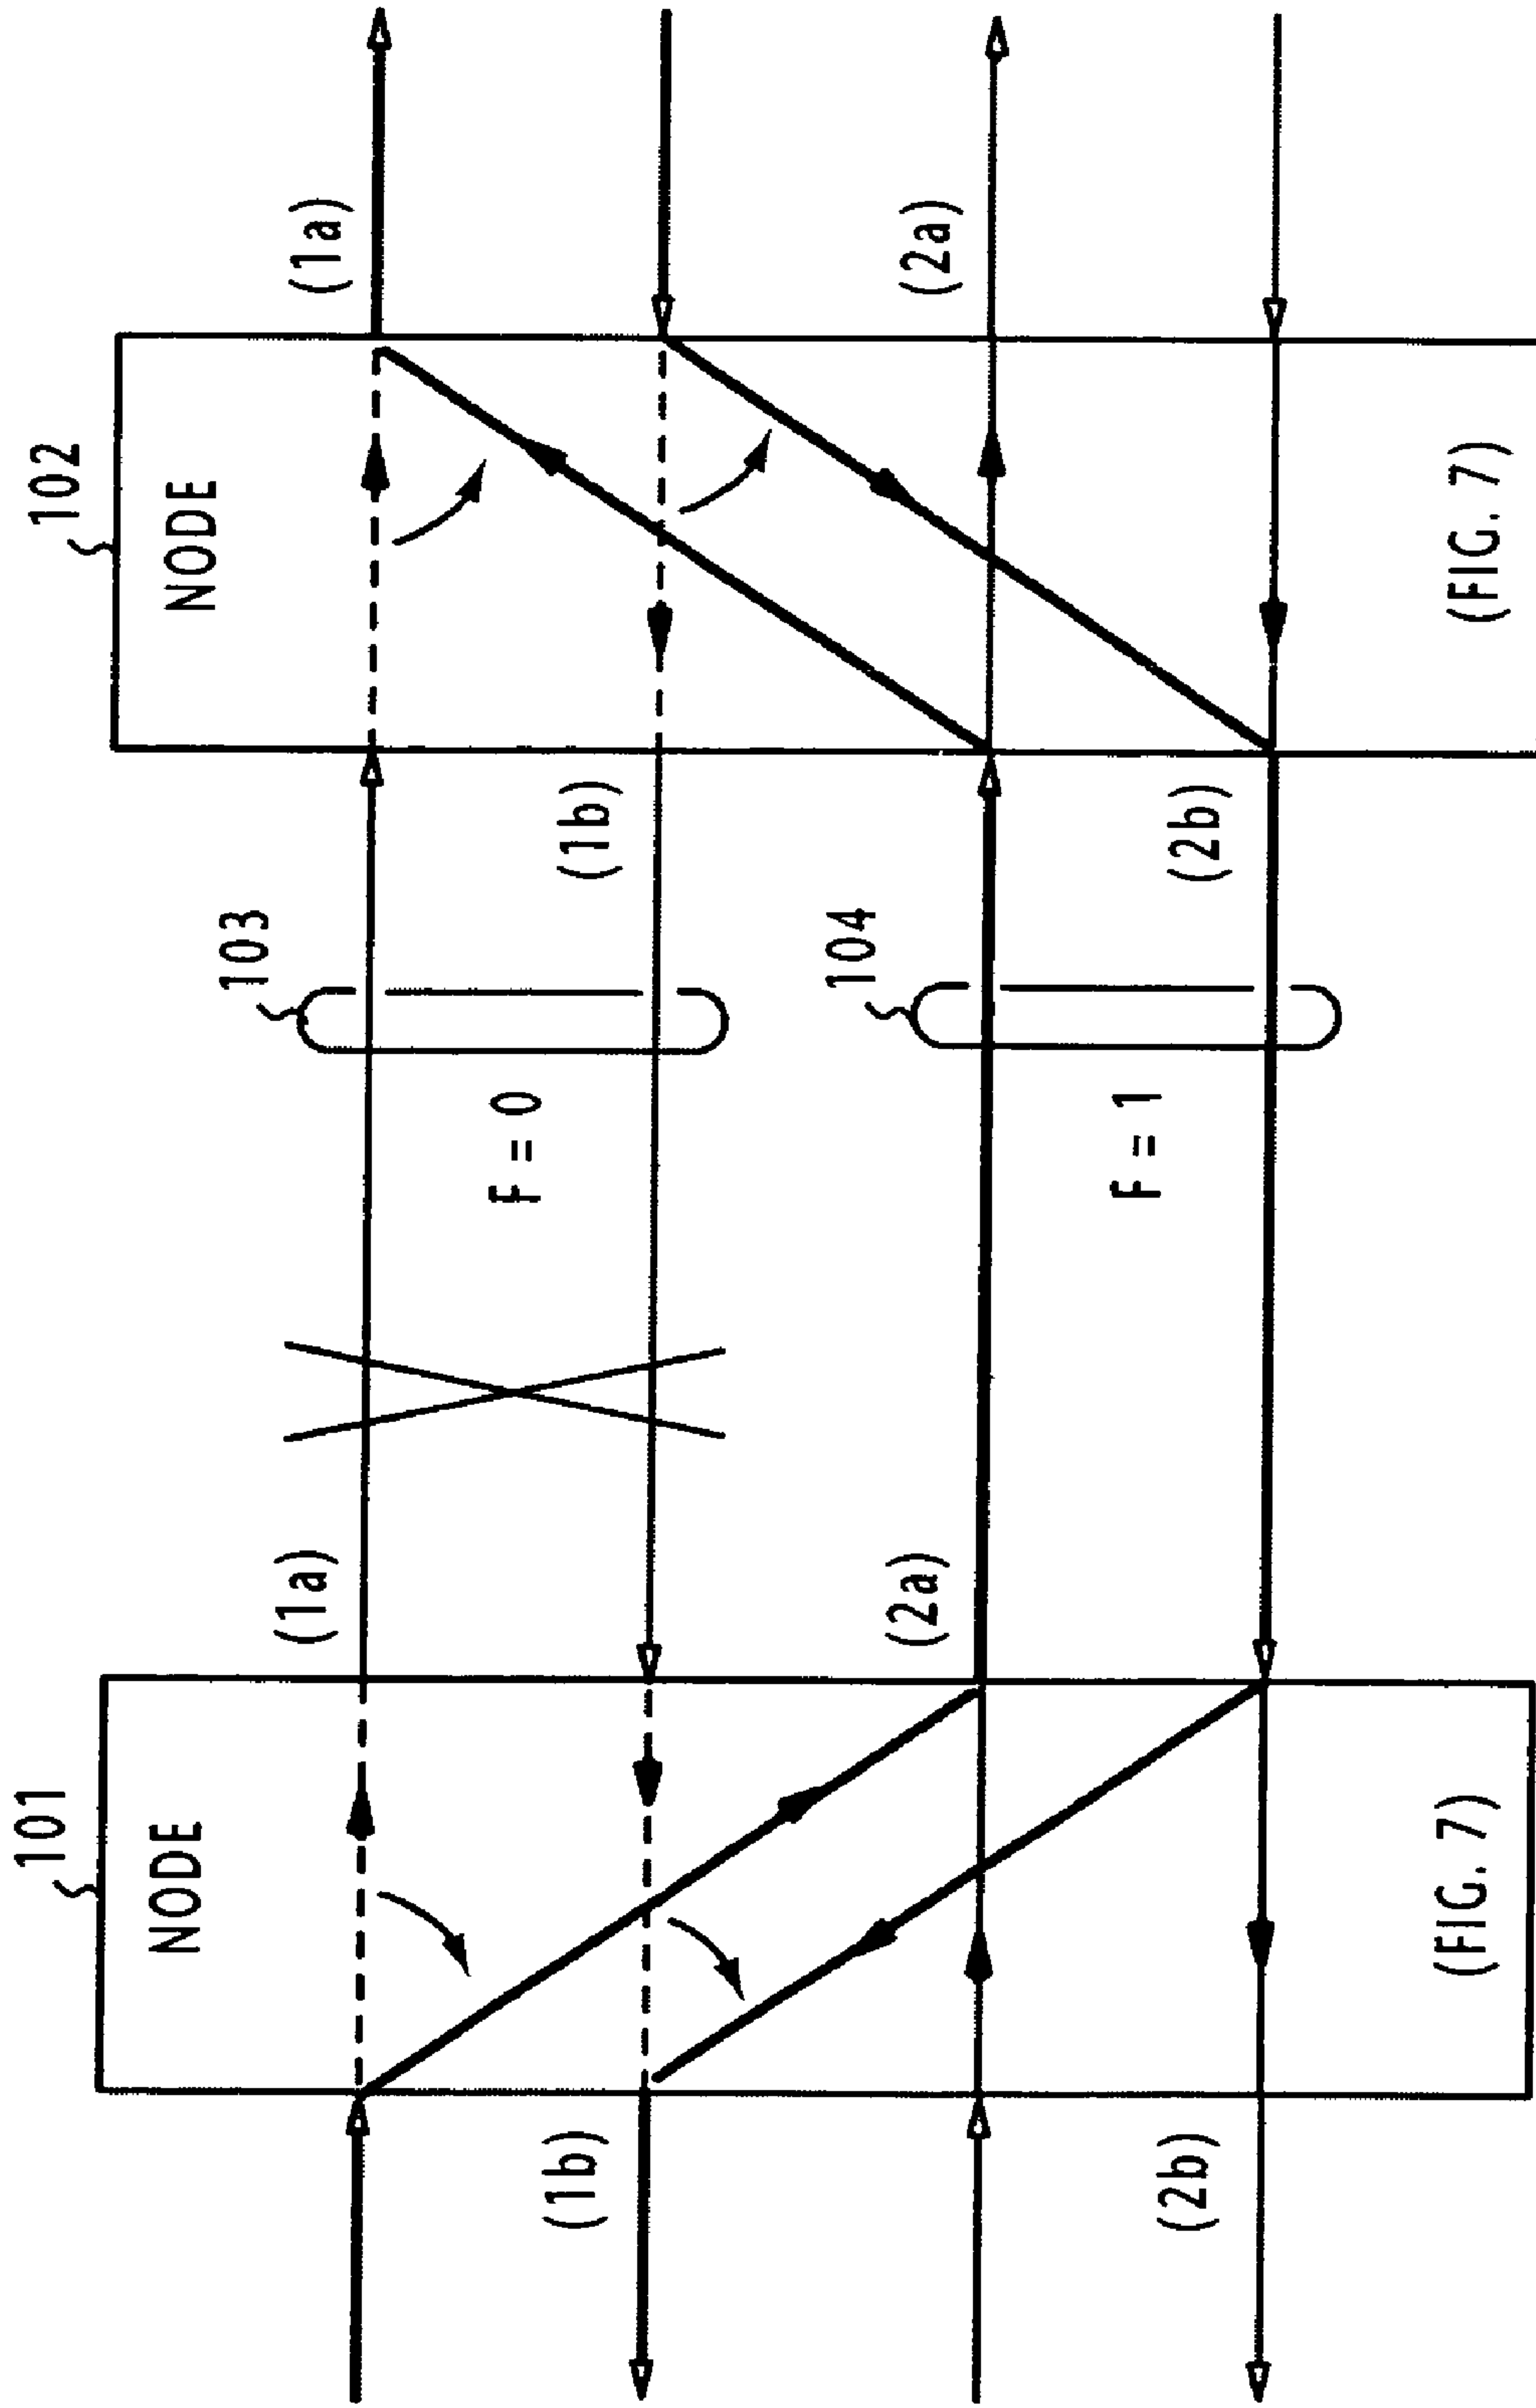 101
102
NODE
NODE
103
(1a)
(1a)
F = 0
(1b)
(1b)
104
(2a)
(2a)
F = 1
(2b)
(2b)
(FIG. 7)
(FIG. 7)